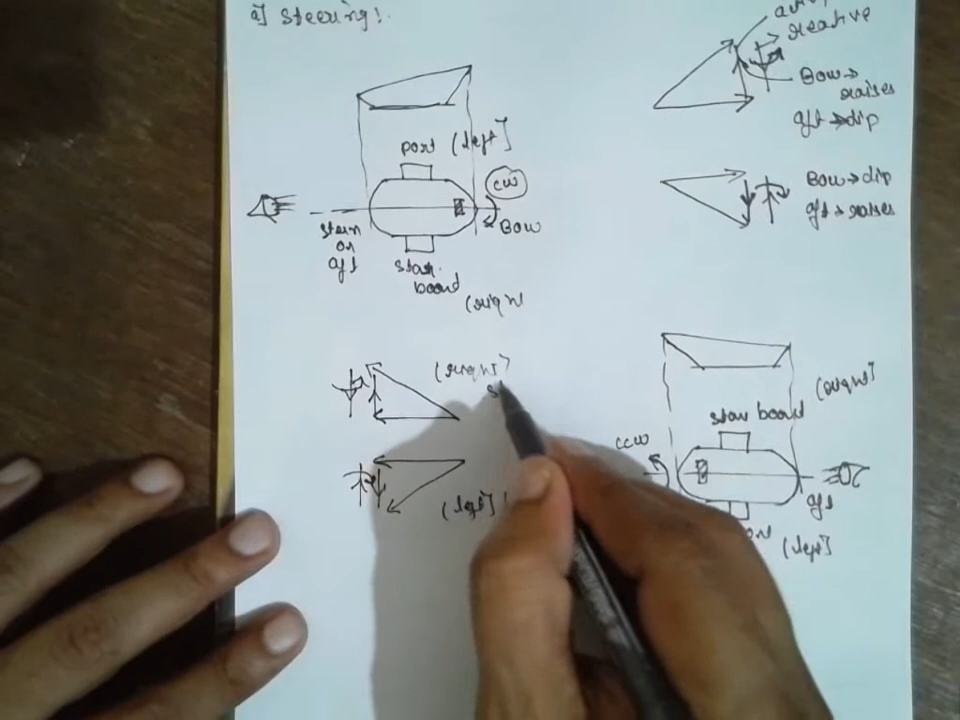 a] steering:
reative
Bow→
raises
aft→dip
port (left]
CW
Bow→dip
aft→raises
Bow
stern
or
aft
star
board
(right
(right]
s
(right]
star board
ccw
aft
(left]
(left]